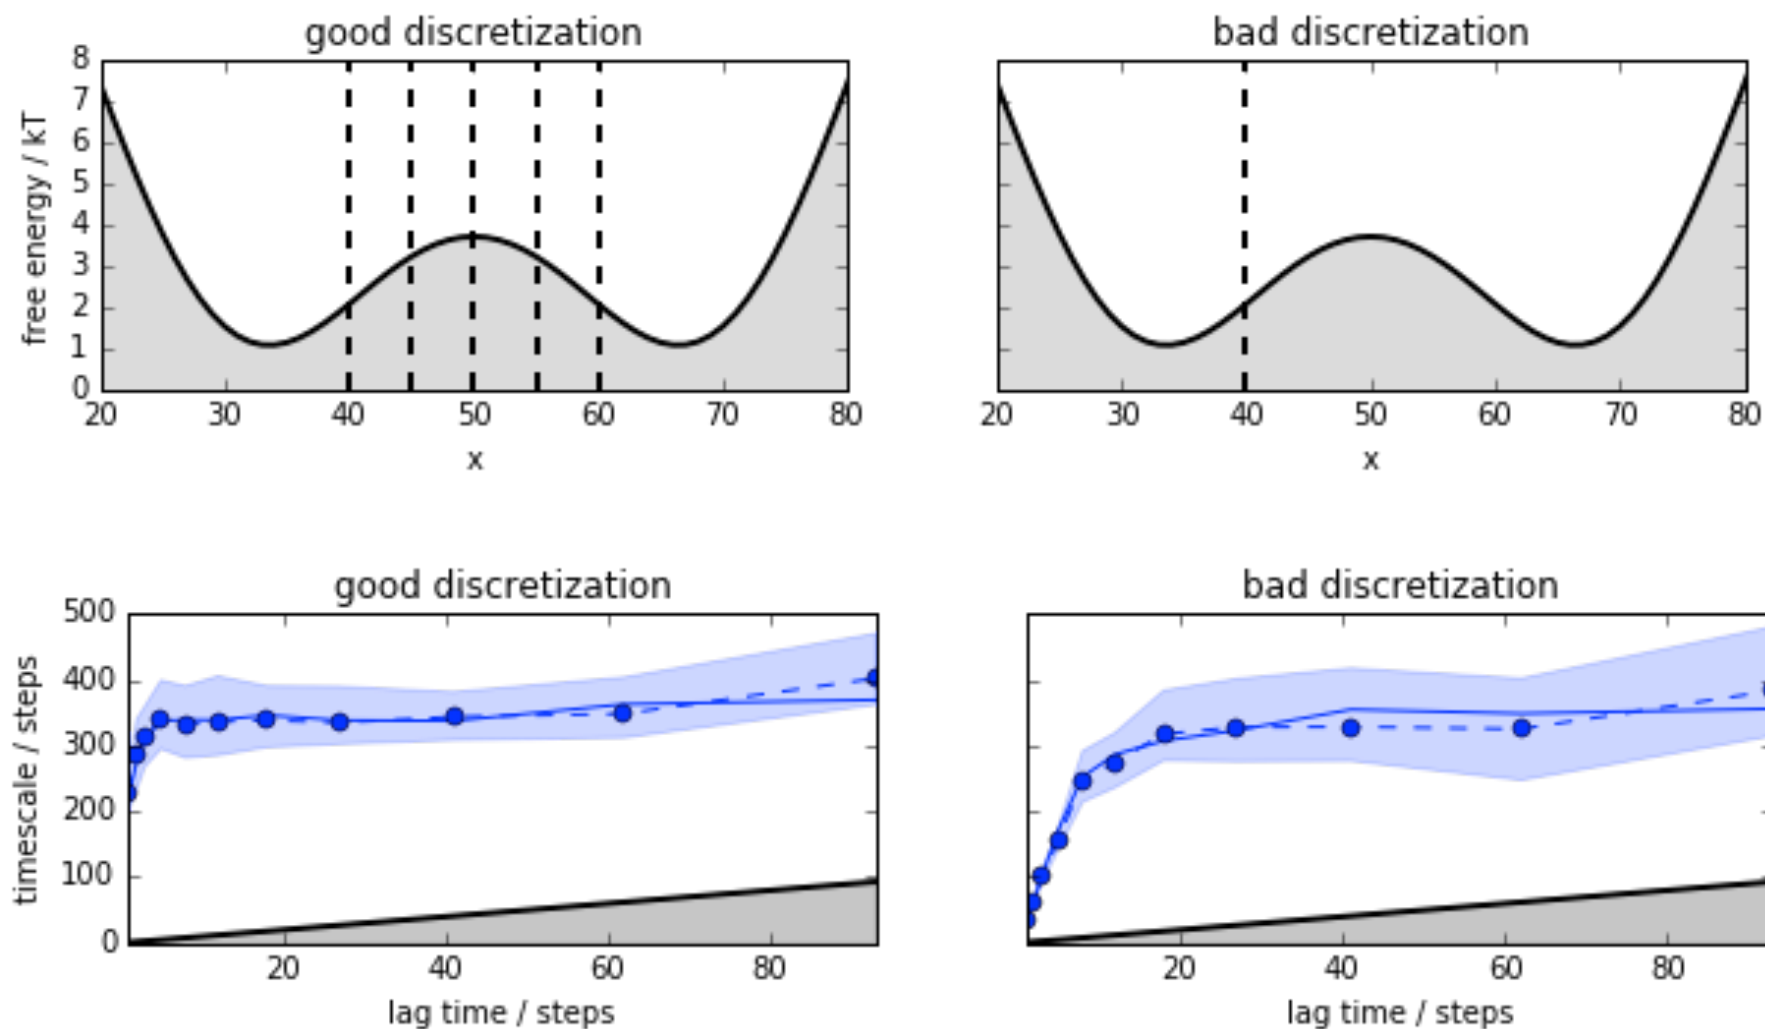 good discretization
bad discretization
free energy / kT
8
7
6
5
4
3
2
1
0
20 30 40 50 60 70 80
x
20 30 40 50 60 70 80
x
good discretization
bad discretization
timescale / steps
500
400
300
200
100
0
20 40 60 80
lag time / steps
20 40 60 80
lag time / steps